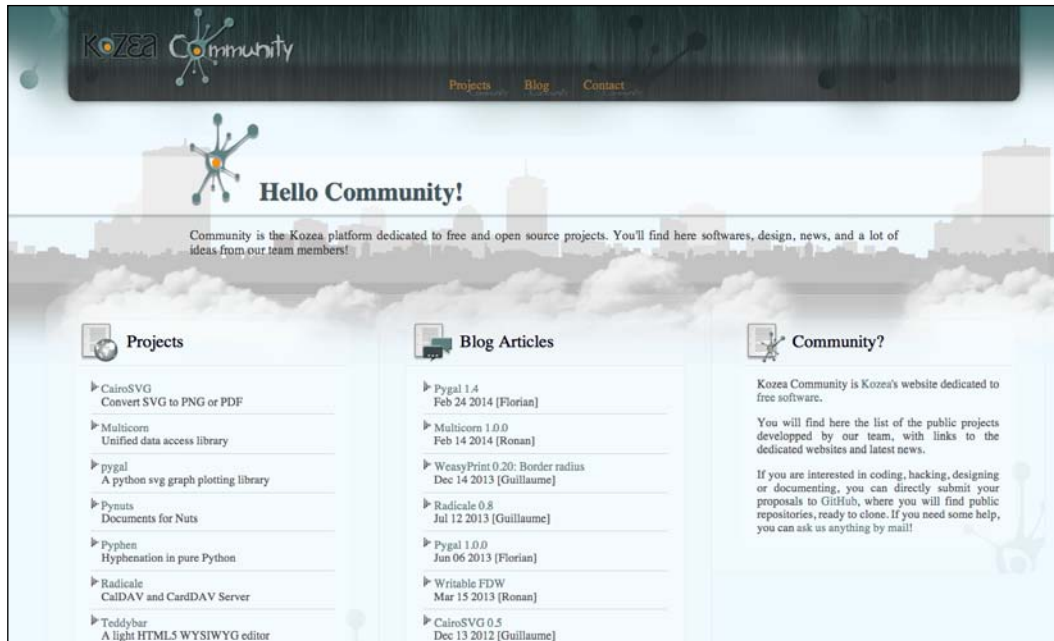 KOZEA Community
Projects Blog Contact
Hello Community!
Community is the Kozea platform dedicated to free and open source projects. You'll find here softwares, design, news, and a lot of
ideas from our team members!
Projects
CairoSVG
Convert SVG to PNG or PDF
Multicorn
Unified data access library
pygal
A python svg graph plotting library
Pynuts
Documents for Nuts
Pyphen
Hyphenation in pure Python
Radicale
CalDAV and CardDAV Server
Teddybar
A light HTML5 WYSIWYG editor
Blog Articles
Pygal 1.4
Feb 24 2014 [Florian]
Multicorn 1.0.0
Feb 14 2014 [Ronan]
WeasyPrint 0.20: Border radius
Dec 14 2013 [Guillaume]
Radicale 0.8
Jul 12 2013 [Guillaume]
Pygal 1.0.0
Jun 06 2013 [Florian]
Writable FDW
Mar 15 2013 [Ronan]
CairoSVG 0.5
Dec 13 2012 [Guillaume]
Community?
Kozea Community is Kozea's website dedicated to
free software.
You will find here the list of the public projects
developped by our team, with links to the
dedicated websites and latest news.
If you are interested in coding, hacking, designing
or documenting, you can directly submit your
proposals to GitHub, where you will find public
repositories, ready to clone. If you need some help,
you can ask us anything by mail!